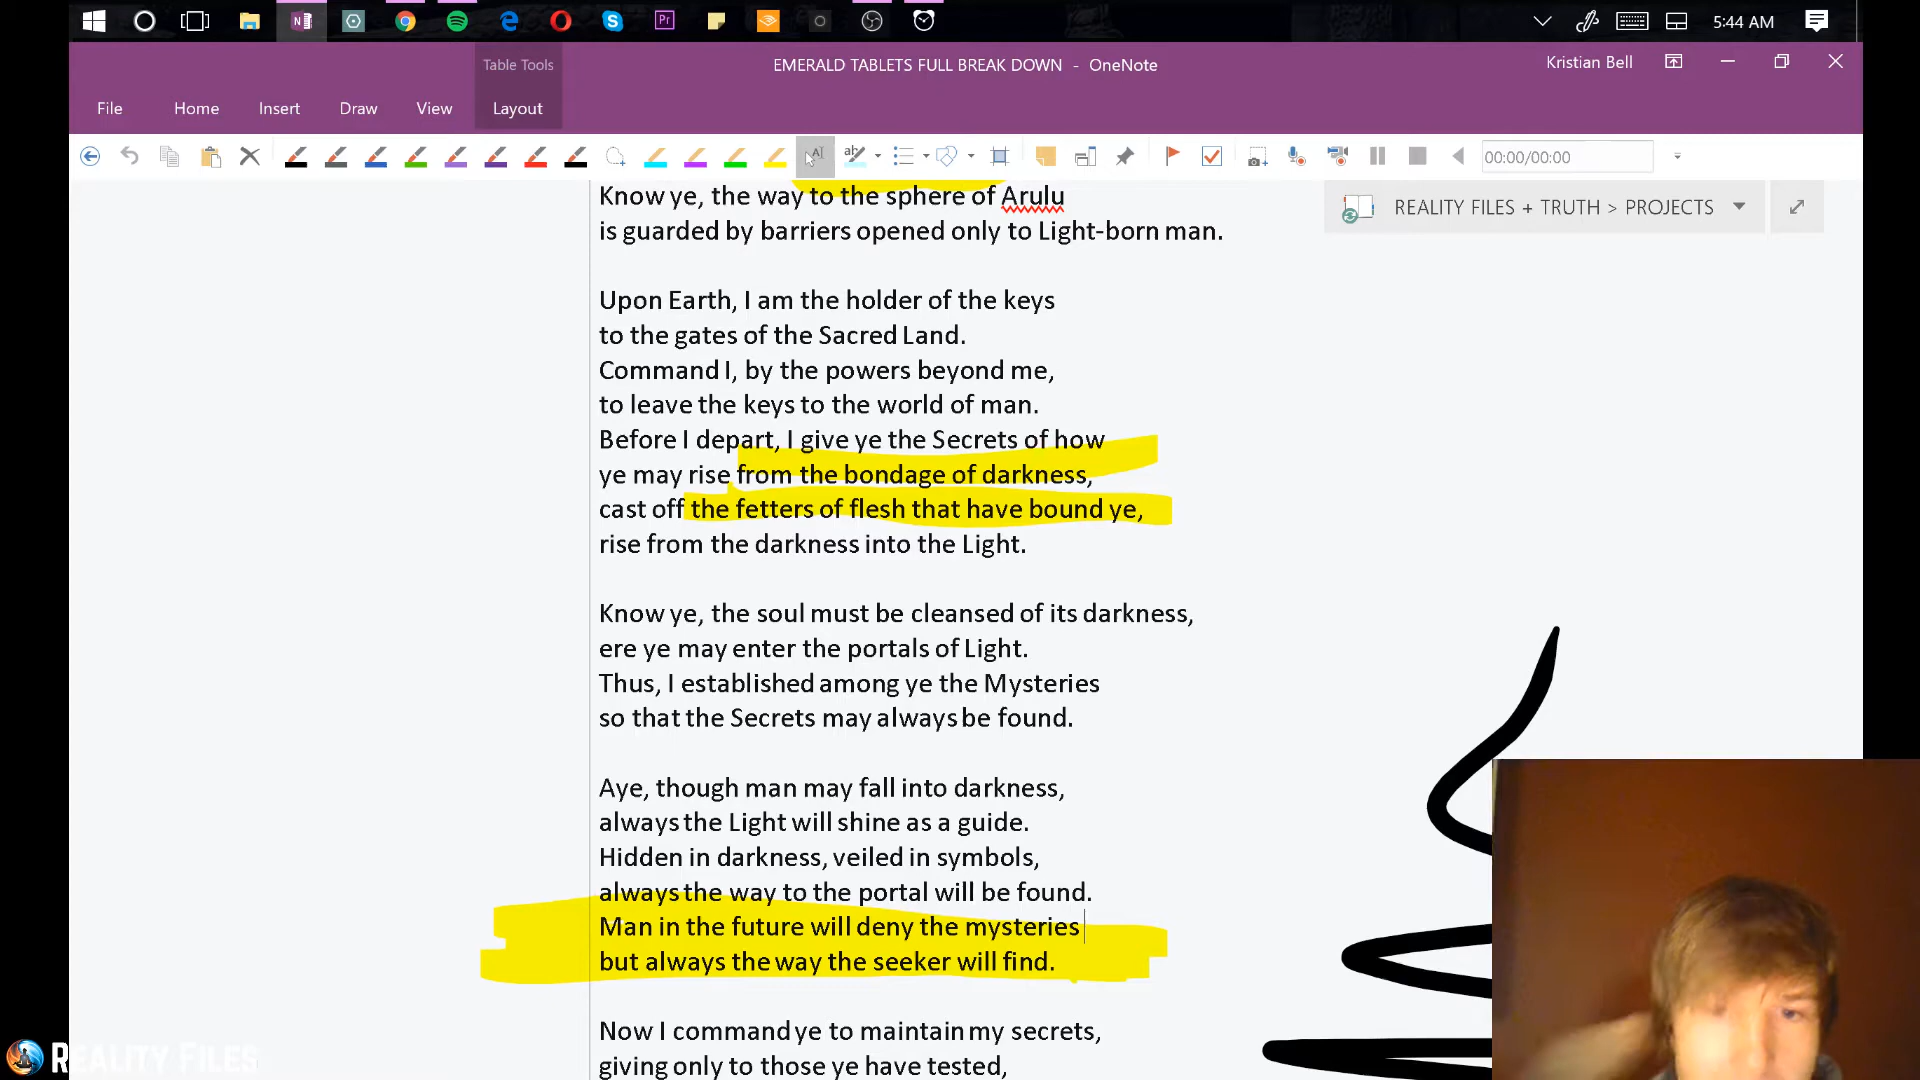 5:44 AM
Table Tools
EMERALD TABLETS FULL BREAK DOWN - OneNote
Kristian Bell
File Home Insert Draw View Layout
00:00/00:00
REALITY FILES + TRUTH > PROJECTS
Know ye, the way to the sphere of Arulu
is guarded by barriers opened only to Light-born man.
Upon Earth, I am the holder of the keys
to the gates of the Sacred Land.
Command I, by the powers beyond me,
to leave the keys to the world of man.
Before I depart, I give ye the Secrets of how
ye may rise from the bondage of darkness,
cast off the fetters of flesh that have bound ye,
rise from the darkness into the Light.
Know ye, the soul must be cleansed of its darkness,
ere ye may enter the portals of Light.
Thus, I established among ye the Mysteries
so that the Secrets may always be found.
Aye, though man may fall into darkness,
always the Light will shine as a guide.
Hidden in darkness, veiled in symbols,
always the way to the portal will be found.
Man in the future will deny the mysteries
but always the way the seeker will find.
Now I command ye to maintain my secrets,
giving only to those ye have tested,
REALITY FILES